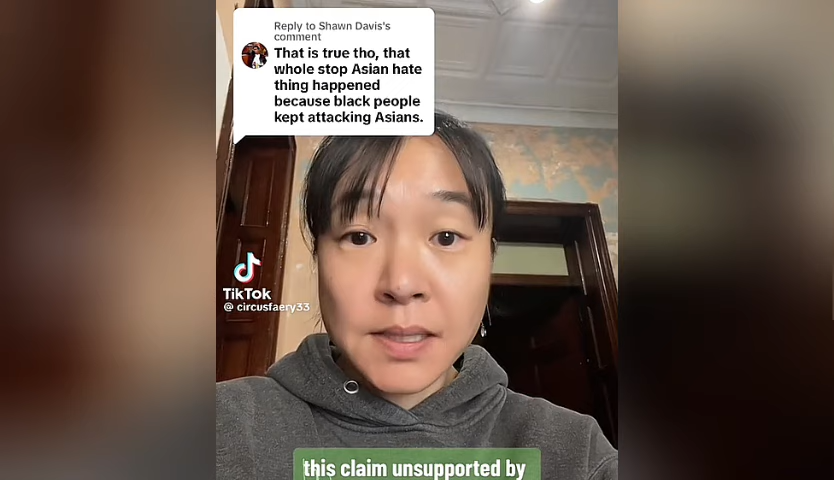 Reply to Shawn Davis's
comment
That is true tho, that
whole stop Asian hate
thing happened
because black people
kept attacking Asians.
TikTok
@ circusfaery33
this claim unsupported by